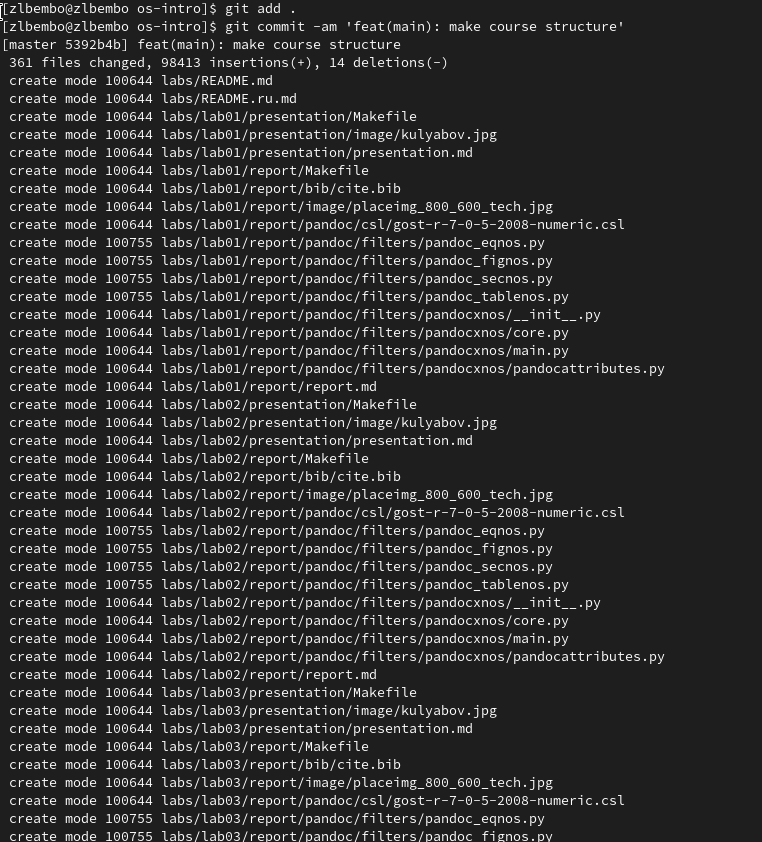 [zlbembo@zlbembo os-intro]$ git add .
[zlbembo@zlbembo os-intro]$ git commit -am 'feat(main): make course structure'
[master 5392b4b] feat(main): make course structure
 361 files changed, 98413 insertions(+), 14 deletions(-)
 create mode 100644 labs/README.md
 create mode 100644 labs/README.ru.md
 create mode 100644 labs/lab01/presentation/Makefile
 create mode 100644 labs/lab01/presentation/image/kulyabov.jpg
 create mode 100644 labs/lab01/presentation/presentation.md
 create mode 100644 labs/lab01/report/Makefile
 create mode 100644 labs/lab01/report/bib/cite.bib
 create mode 100644 labs/lab01/report/image/placeimg_800_600_tech.jpg
 create mode 100644 labs/lab01/report/pandoc/csl/gost-r-7-0-5-2008-numeric.csl
 create mode 100755 labs/lab01/report/pandoc/filters/pandoc_eqnos.py
 create mode 100755 labs/lab01/report/pandoc/filters/pandoc_fignos.py
 create mode 100755 labs/lab01/report/pandoc/filters/pandoc_secnos.py
 create mode 100755 labs/lab01/report/pandoc/filters/pandoc_tablenos.py
 create mode 100644 labs/lab01/report/pandoc/filters/pandocxnos/__init__.py
 create mode 100644 labs/lab01/report/pandoc/filters/pandocxnos/core.py
 create mode 100644 labs/lab01/report/pandoc/filters/pandocxnos/main.py
 create mode 100644 labs/lab01/report/pandoc/filters/pandocxnos/pandocattributes.py
 create mode 100644 labs/lab01/report/report.md
 create mode 100644 labs/lab02/presentation/Makefile
 create mode 100644 labs/lab02/presentation/image/kulyabov.jpg
 create mode 100644 labs/lab02/presentation/presentation.md
 create mode 100644 labs/lab02/report/Makefile
 create mode 100644 labs/lab02/report/bib/cite.bib
 create mode 100644 labs/lab02/report/image/placeimg_800_600_tech.jpg
 create mode 100644 labs/lab02/report/pandoc/csl/gost-r-7-0-5-2008-numeric.csl
 create mode 100755 labs/lab02/report/pandoc/filters/pandoc_eqnos.py
 create mode 100755 labs/lab02/report/pandoc/filters/pandoc_fignos.py
 create mode 100755 labs/lab02/report/pandoc/filters/pandoc_secnos.py
 create mode 100755 labs/lab02/report/pandoc/filters/pandoc_tablenos.py
 create mode 100644 labs/lab02/report/pandoc/filters/pandocxnos/__init__.py
 create mode 100644 labs/lab02/report/pandoc/filters/pandocxnos/core.py
 create mode 100644 labs/lab02/report/pandoc/filters/pandocxnos/main.py
 create mode 100644 labs/lab02/report/pandoc/filters/pandocxnos/pandocattributes.py
 create mode 100644 labs/lab02/report/report.md
 create mode 100644 labs/lab03/presentation/Makefile
 create mode 100644 labs/lab03/presentation/image/kulyabov.jpg
 create mode 100644 labs/lab03/presentation/presentation.md
 create mode 100644 labs/lab03/report/Makefile
 create mode 100644 labs/lab03/report/bib/cite.bib
 create mode 100644 labs/lab03/report/image/placeimg_800_600_tech.jpg
 create mode 100644 labs/lab03/report/pandoc/csl/gost-r-7-0-5-2008-numeric.csl
 create mode 100755 labs/lab03/report/pandoc/filters/pandoc_eqnos.py
 create mode 100755 labs/lab03/report/pandoc/filters/pandoc_fignos.py